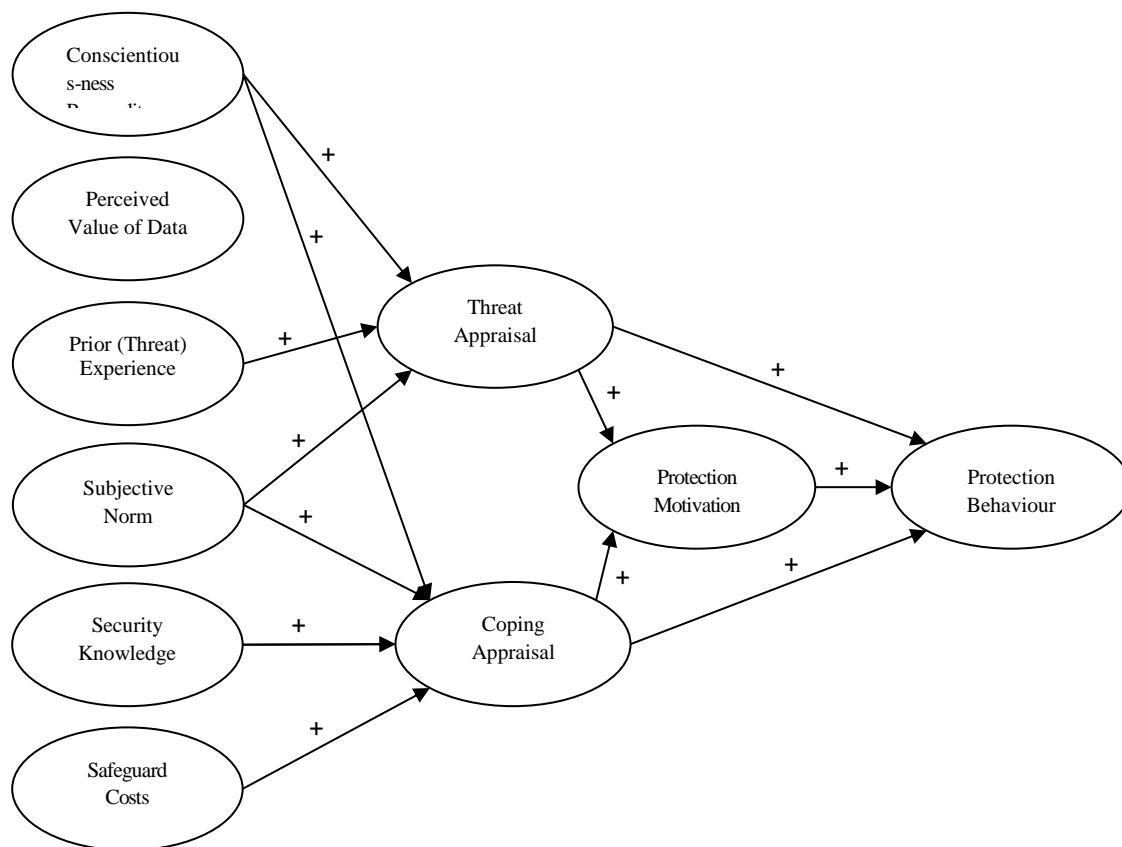 Conscientiou
s-ness
Perceived
Value of Data
Prior (Threat)
Experience
Subjective
Norm
Security
Knowledge
Safeguard
Costs
Threat
Appraisal
Coping
Appraisal
Protection
Motivation
Protection
Behaviour
+
+
+
+
+
+
+
+
+
+
+
+